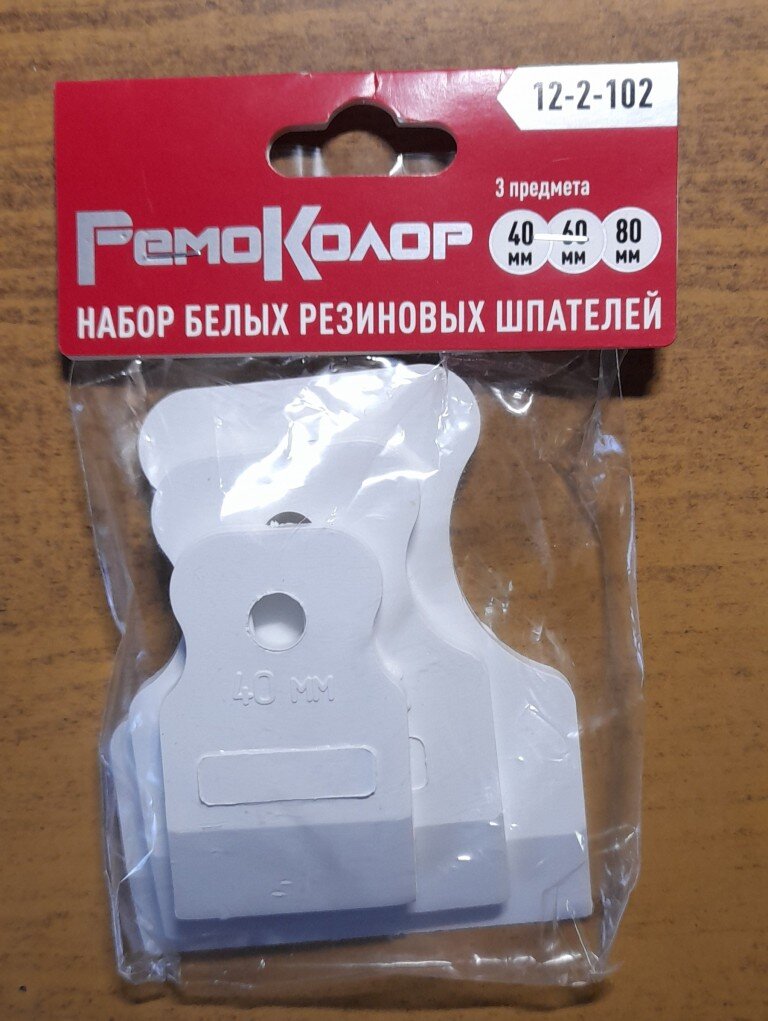 12-2-102
3 предмета
РемоКолор
40 мм 60 мм 80 мм
НАБОР БЕЛЫХ РЕЗИНОВЫХ ШПАТЕЛЕЙ
40 мм